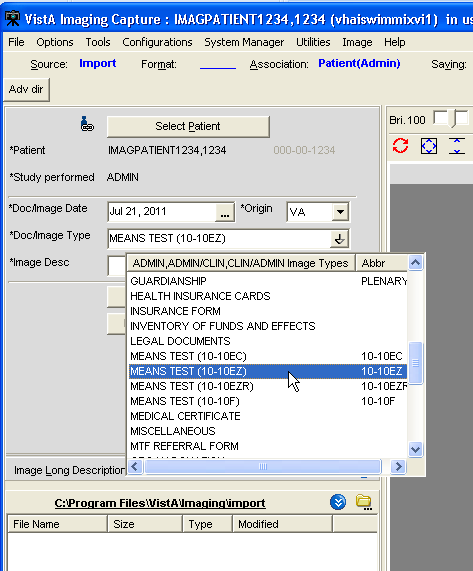 VistA Imaging Capture : IMAGPATIENT1234,1234 (vhaiswimmixvi1) in us
File Options Tools Configurations System Manager Utilities Image Help
Source: Import Format: Association: Patient(Admin) Saving:
Adv dir
Bri. 100
Select Patient
*Patient IMAGPATIENT1234,1234 000-00-1234
*Study performed ADMIN
*Doc/Image Date Jul 21, 2011 ... *Origin VA
*Doc/Image Type MEANS TEST (10-10EZ)
*Image Desc
ADMIN,ADMIN/CLIN,CLIN/ADMIN Image Types Abbr
GUARDIANSHIP PLENARY
HEALTH INSURANCE CARDS
INSURANCE FORM
INVENTORY OF FUNDS AND EFFECTS
LEGAL DOCUMENTS
MEANS TEST (10-10EC) 10-10EC
MEANS TEST (10-10EZ) 10-10EZ
MEANS TEST (10-10EZR) 10-10EZR
MEANS TEST (10-10F) 10-10F
MEDICAL CERTIFICATE
MISCELLANEOUS
MTF REFERRAL FORM
Image Long Description
C:\Program Files\VistA\Imaging\import
File Name Size Type Modified